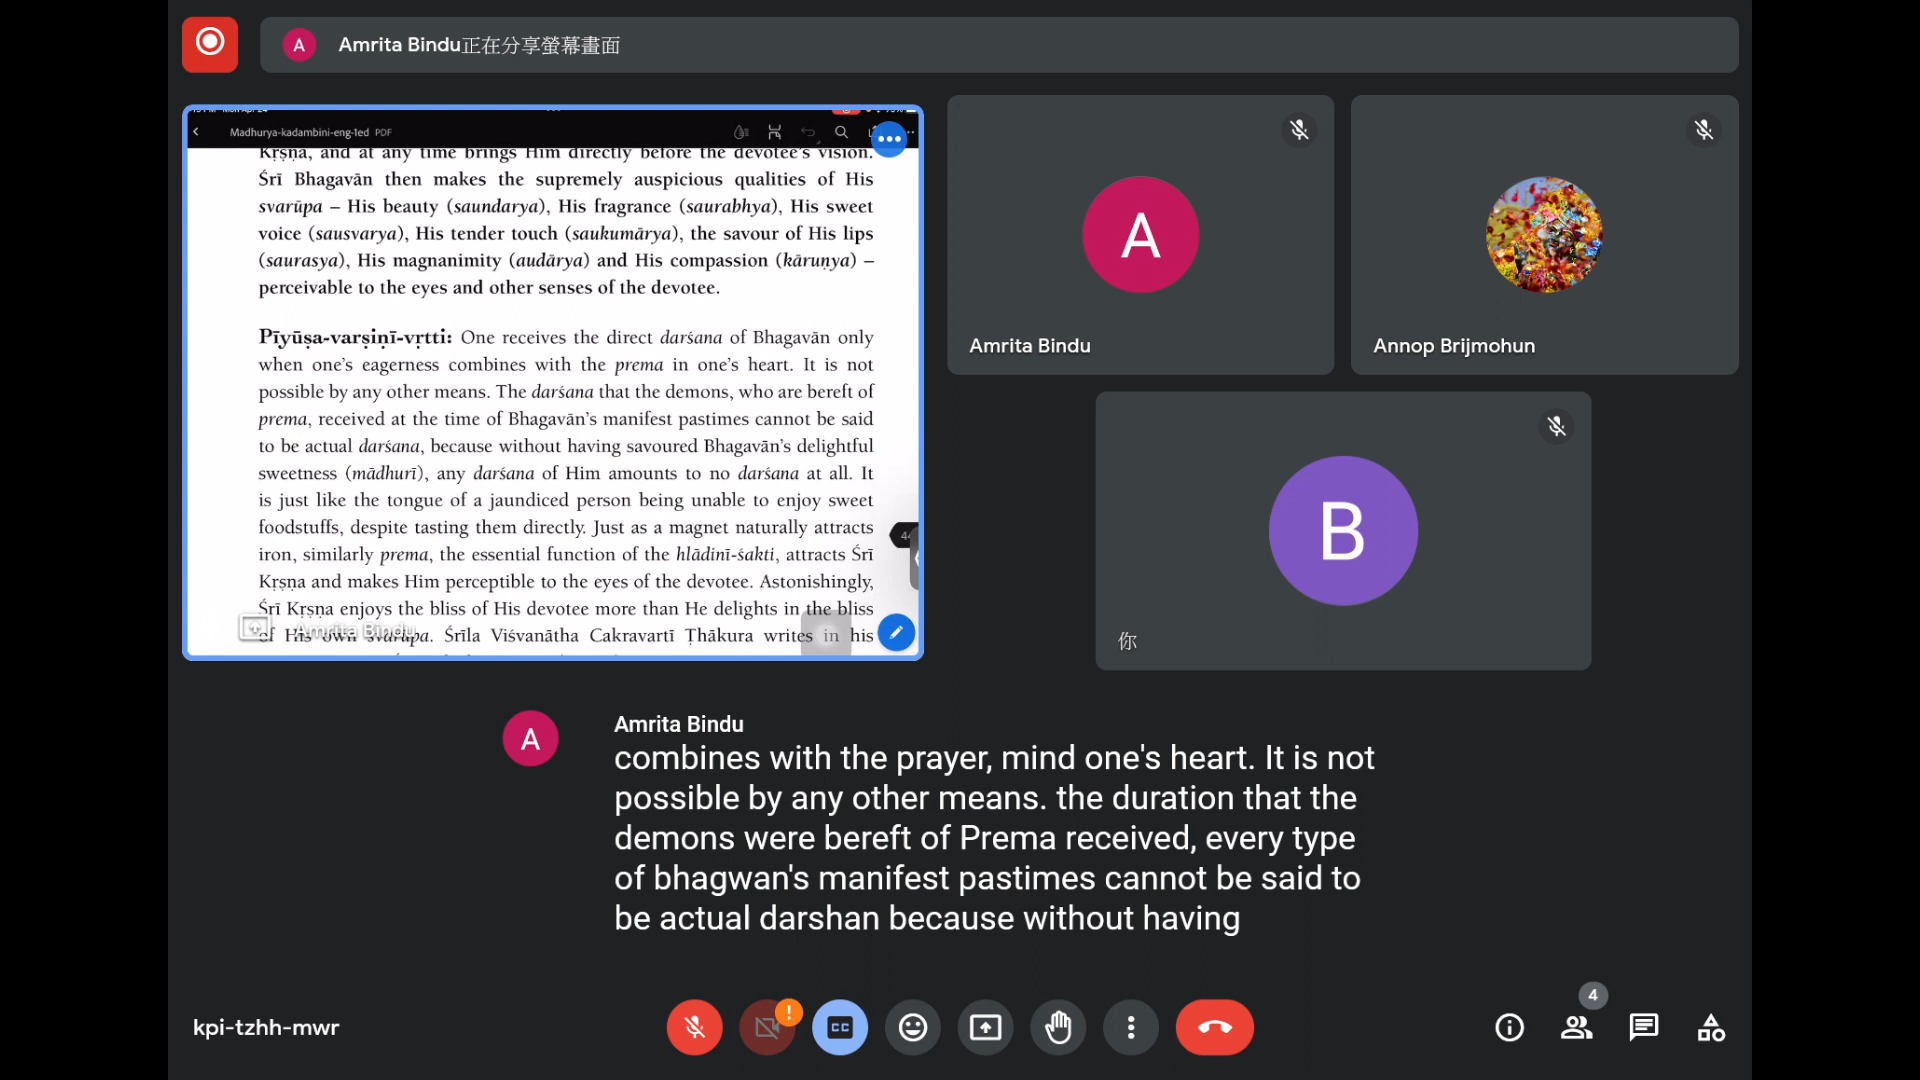 A Amrita Bindu正在分享螢幕畫面
Madhurya-kadambini-eng-1ed PDF
Kṛṣṇa, and at any time brings Him directly before the devotee's vision.
Śrī Bhagavān then makes the supremely auspicious qualities of His
svarūpa – His beauty (saundarya), His fragrance (saurabhya), His sweet
voice (sausvarya), His tender touch (saukumārya), the savour of His lips
(saurasya), His magnanimity (audārya) and His compassion (kāruṇya) –
perceivable to the eyes and other senses of the devotee.
Pīyūṣa-varṣiṇī-vṛtti: One receives the direct darśana of Bhagavān only
when one's eagerness combines with the prema in one's heart. It is not
possible by any other means. The darśana that the demons, who are bereft of
prema, received at the time of Bhagavān's manifest pastimes cannot be said
to be actual darśana, because without having savoured Bhagavān's delightful
sweetness (mādhurī), any darśana of Him amounts to no darśana at all. It
is just like the tongue of a jaundiced person being unable to enjoy sweet
foodstuffs, despite tasting them directly. Just as a magnet naturally attracts
iron, similarly prema, the essential function of the hlādinī-śakti, attracts Śrī
Kṛṣṇa and makes Him perceptible to the eyes of the devotee. Astonishingly,
Śrī Kṛṣṇa enjoys the bliss of His devotee more than He delights in the bliss
of His own svarūpa. Śrīla Viśvanātha Cakravartī Ṭhākura writes in his
Amrita Bindu
A
Amrita Bindu
Annop Brijmohun
B
你
A
Amrita Bindu
combines with the prayer, mind one's heart. It is not
possible by any other means. the duration that the
demons were bereft of Prema received, every type
of bhagwan's manifest pastimes cannot be said to
be actual darshan because without having
kpi-tzhh-mwr
!
CC
4